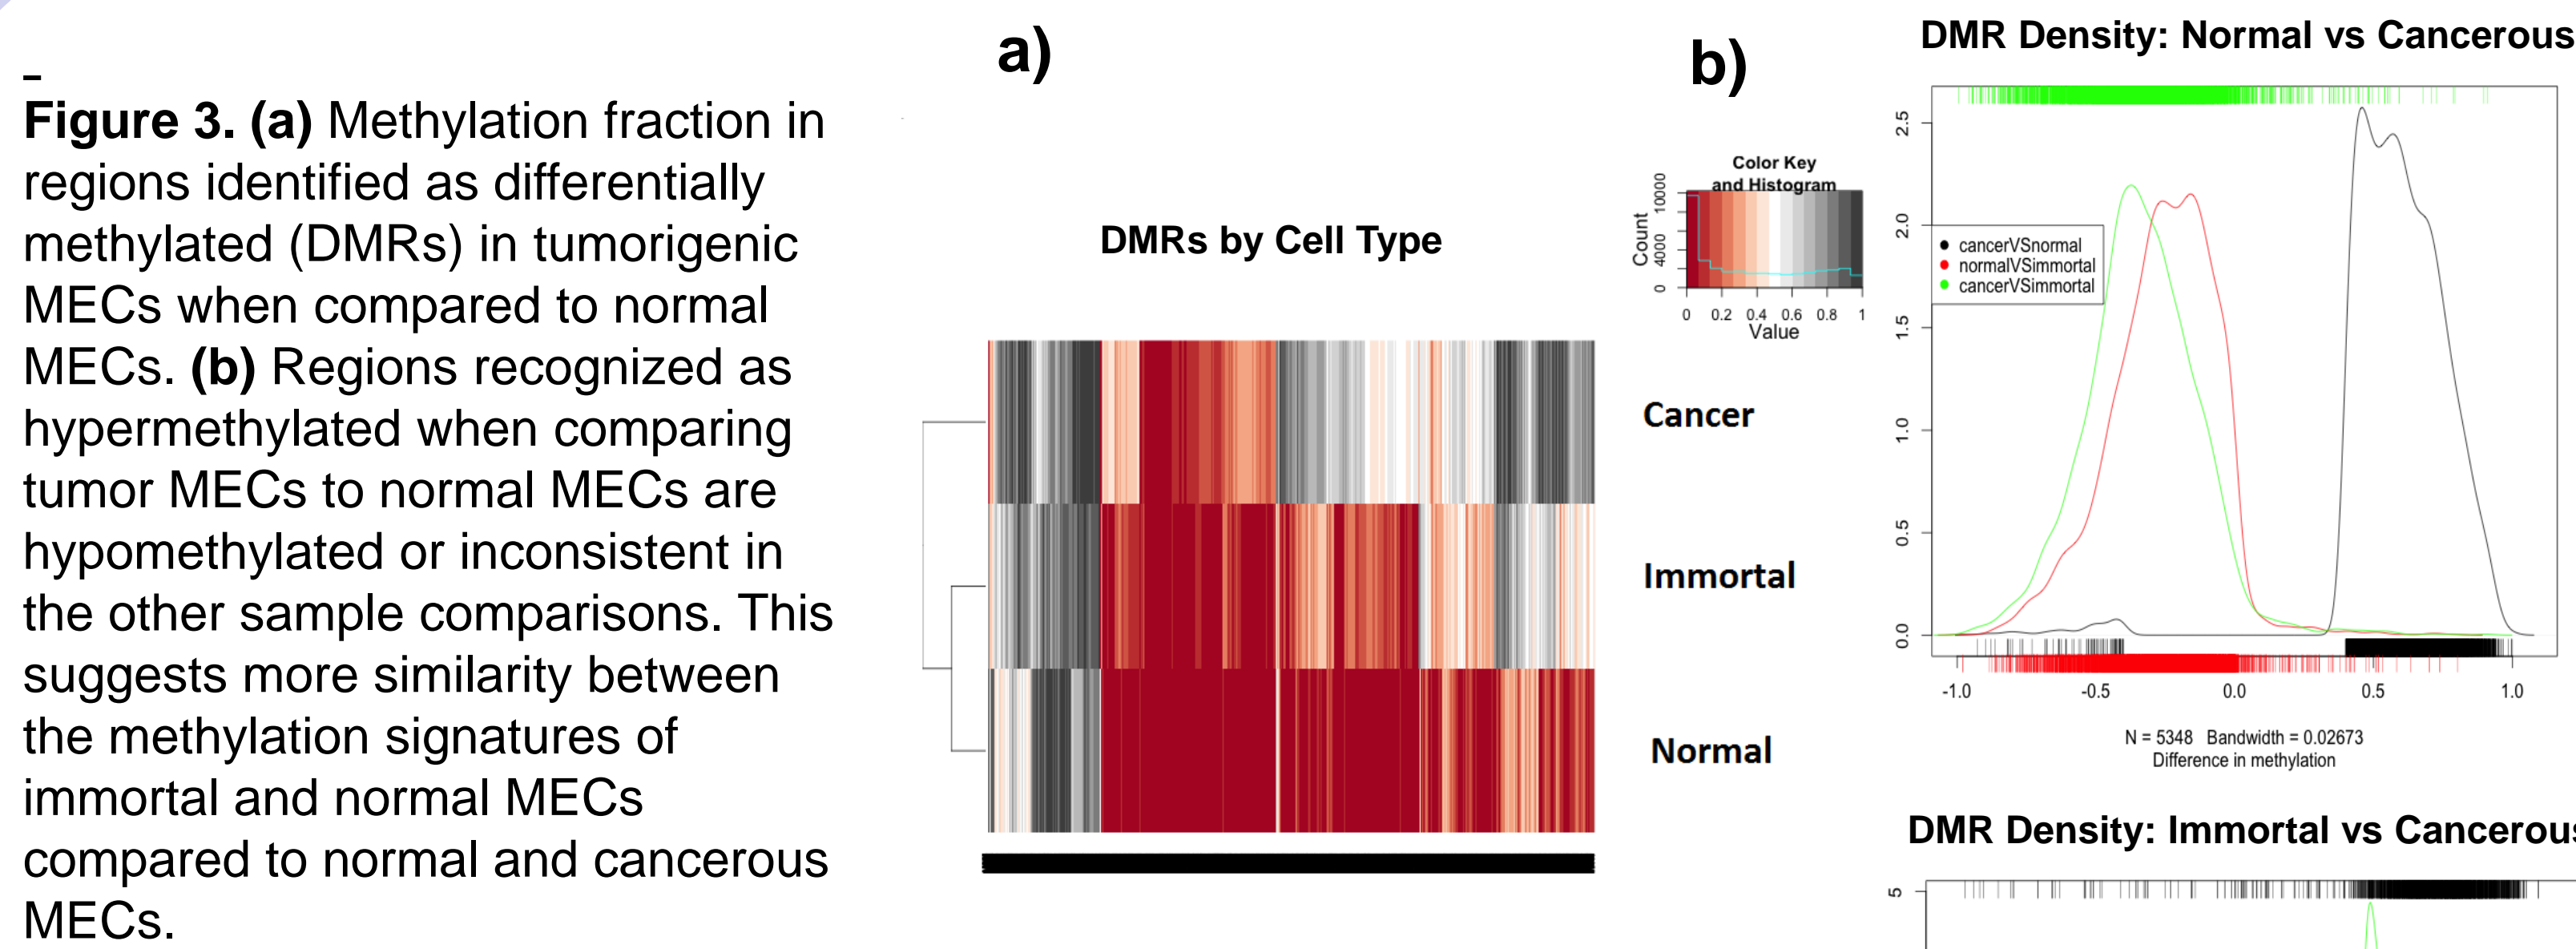 Figure 3. (a) Methylation fraction in
regions identified as differentially
methylated (DMRs) in tumorigenic
MECs when compared to normal
MECs. (b) Regions recognized as
hypermethylated when comparing
tumor MECs to normal MECs are
hypomethylated or inconsistent in
the other sample comparisons. This
suggests more similarity between
the methylation signatures of
immortal and normal MECs
compared to normal and cancerous
MECs.
a)
DMRs by Cell Type
Color Key
and Histogram
Count
0 4000 10000
0 0.2 0.4 0.6 0.8 1
Value
Cancer
Immortal
Normal
b)
DMR Density: Normal vs Cancerous
2.5
2.0
1.5
1.0
0.5
0.0
cancerVSnormal
normalVSimmortal
cancerVSimmortal
-1.0 -0.5 0.0 0.5 1.0
N = 5348 Bandwidth = 0.02673
Difference in methylation
DMR Density: Immortal vs Cancerous
5